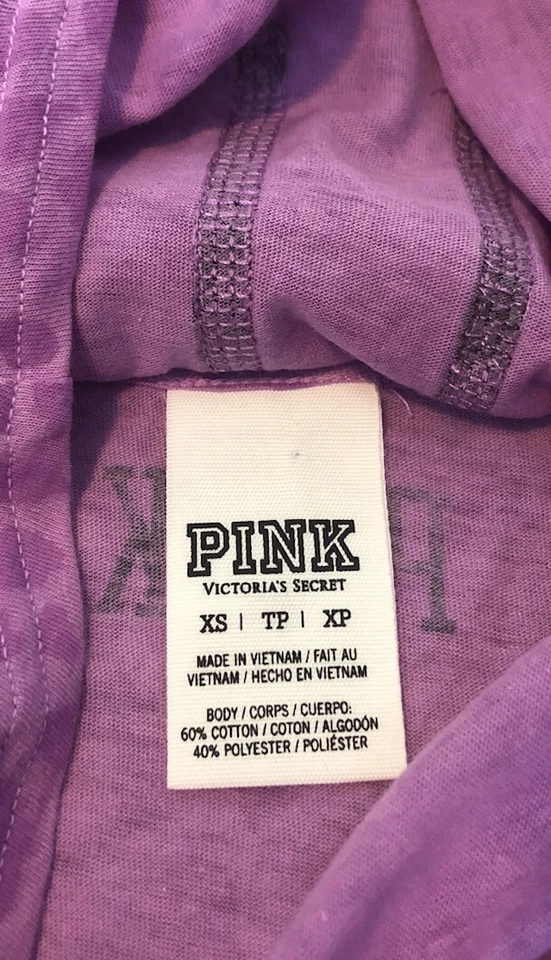 PINK
VICTORIA'S SECRET
XS | TP | XP
MADE IN VIETNAM / FAIT AU
VIETNAM / HECHO EN VIETNAM
BODY / CORPS / CUERPO:
60% COTTON / COTON / ALGODÓN
40% POLYESTER / POLIÉSTER